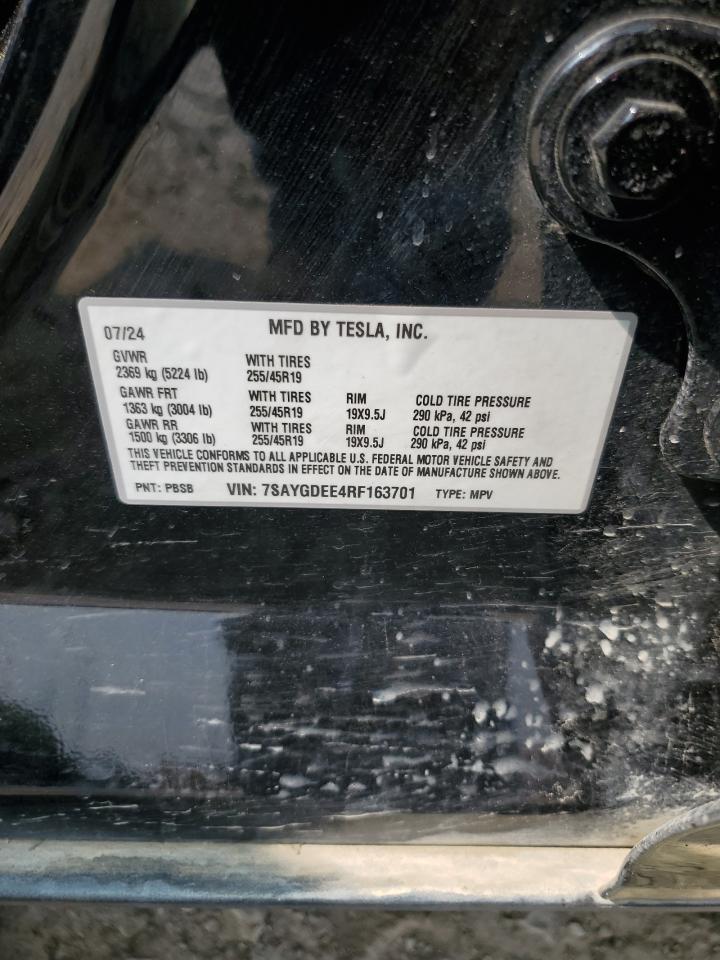 07/24 MFD BY TESLA, INC.
GVWR
2369 kg (5224 lb) WITH TIRES
255/45R19
GAWR FRT
1363 kg (3004 lb) WITH TIRES
255/45R19 RIM
19X9.5J COLD TIRE PRESSURE
290 kPa, 42 psi
GAWR RR
1500 kg (3306 lb) WITH TIRES
255/45R19 RIM
19X9.5J COLD TIRE PRESSURE
290 kPa, 42 psi
THIS VEHICLE CONFORMS TO ALL APPLICABLE U.S. FEDERAL MOTOR VEHICLE SAFETY AND
THEFT PREVENTION STANDARDS IN EFFECT ON THE DATE OF MANUFACTURE SHOWN ABOVE.
PNT: PBSB VIN: 7SAYGDEE4RF163701 TYPE: MPV